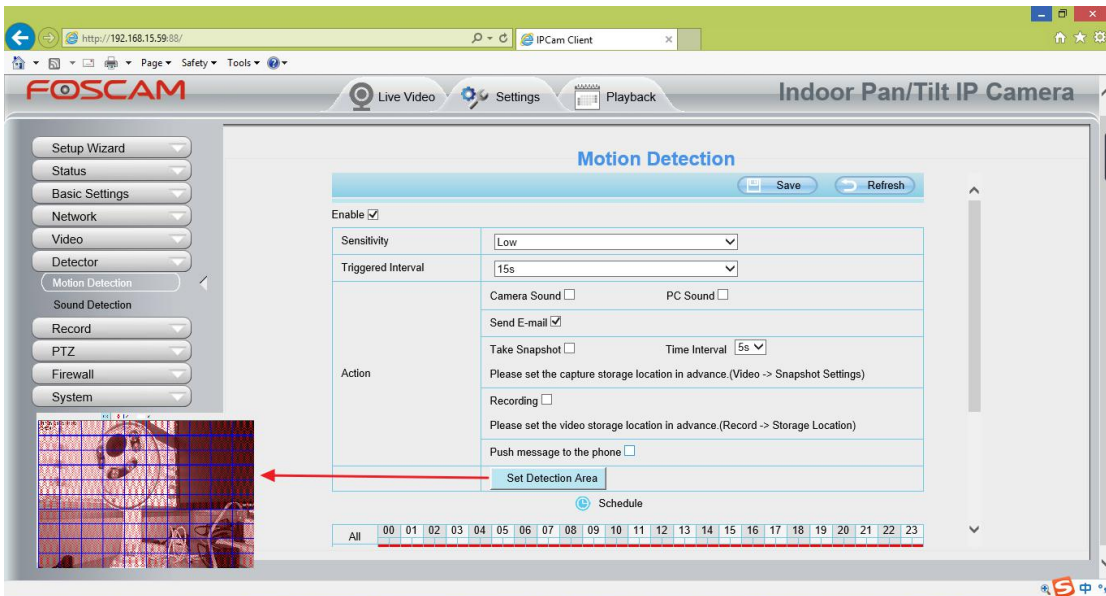 http://192.168.15.59:88/
IPCam Client
Page Safety Tools
FOSCAM
Live Video
Settings
Playback
Indoor Pan/Tilt IP Camera
Setup Wizard
Status
Basic Settings
Network
Video
Detector
Motion Detection
Sound Detection
Record
PTZ
Firewall
System
Motion Detection
Save Refresh
Enable
Sensitivity Low
Triggered Interval 15s
Action
Camera Sound PC Sound
Send E-mail
Take Snapshot Time Interval 5s
Please set the capture storage location in advance.(Video -> Snapshot Settings)
Recording
Please set the video storage location in advance.(Record -> Storage Location)
Push message to the phone
Set Detection Area
Schedule
All 00 01 02 03 04 05 06 07 08 09 10 11 12 13 14 15 16 17 18 19 20 21 22 23
中